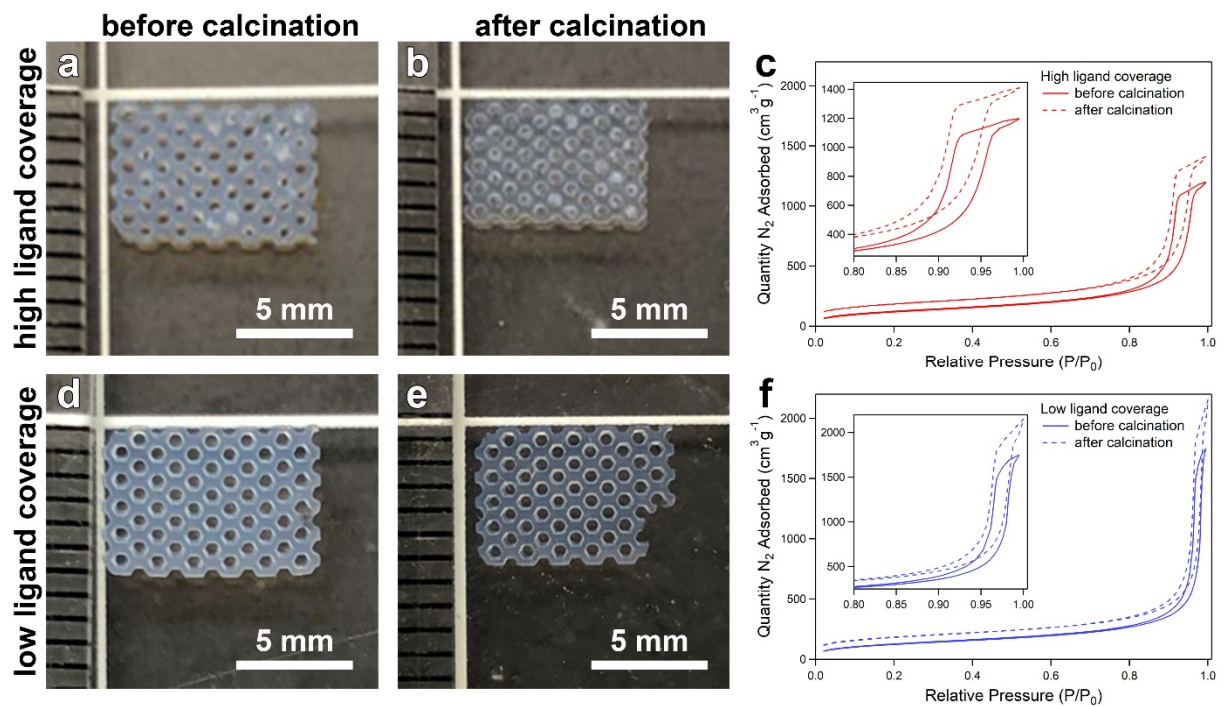 before calcination
after calcination
high ligand coverage
low ligand coverage
a
5 mm
b
5 mm
c
Quantity N₂ Adsorbed (cm³ g⁻¹)
2000
1500
1000
500
0
0.0 0.2 0.4 0.6 0.8 1.0
Relative Pressure (P/P₀)
High ligand coverage
before calcination
after calcination
1400
1200
1000
800
600
400
0.80 0.85 0.90 0.95 1.00
d
5 mm
e
5 mm
f
Quantity N₂ Adsorbed (cm³ g⁻¹)
2000
1500
1000
500
0
0.0 0.2 0.4 0.6 0.8 1.0
Relative Pressure (P/P₀)
Low ligand coverage
before calcination
after calcination
2000
1500
1000
500
0.80 0.85 0.90 0.95 1.00